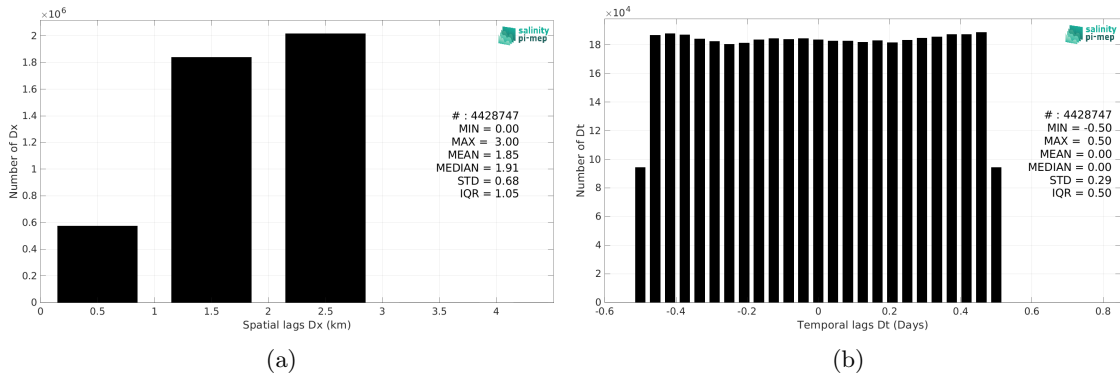 ×10⁶
2
1.8
1.6
1.4
1.2
1
0.8
0.6
0.4
0.2
0
Number of Dx
salinity
pi-mep
# : 4428747
MIN = 0.00
MAX = 3.00
MEAN = 1.85
MEDIAN = 1.91
STD = 0.68
IQR = 1.05
0 0.5 1 1.5 2 2.5 3 3.5 4
Spatial lags Dx (km)
(a)
×10⁴
18
16
14
12
10
8
6
4
2
0
Number of Dt
salinity
pi-mep
# : 4428747
MIN = -0.50
MAX = 0.50
MEAN = 0.00
MEDIAN = 0.00
STD = 0.29
IQR = 0.50
-0.6 -0.4 -0.2 0 0.2 0.4 0.6 0.8
Temporal lags Dt (Days)
(b)